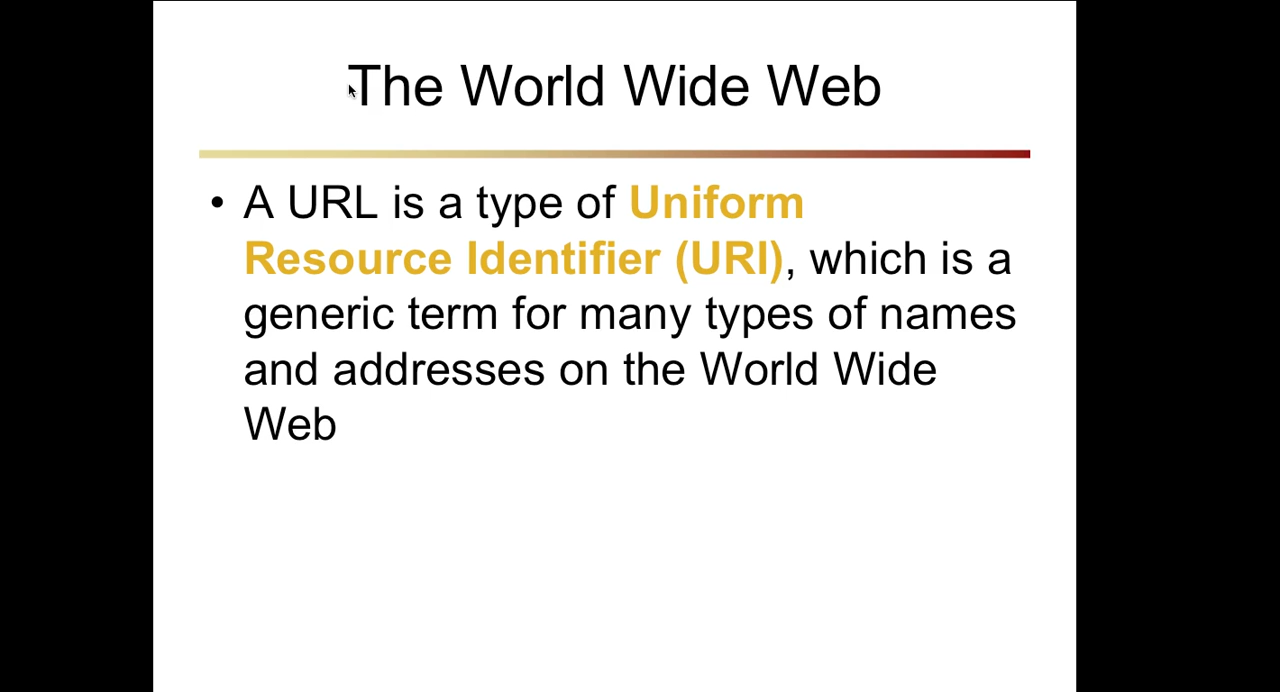 The World Wide Web
• A URL is a type of Uniform
Resource Identifier (URI), which is a
generic term for many types of names
and addresses on the World Wide
Web